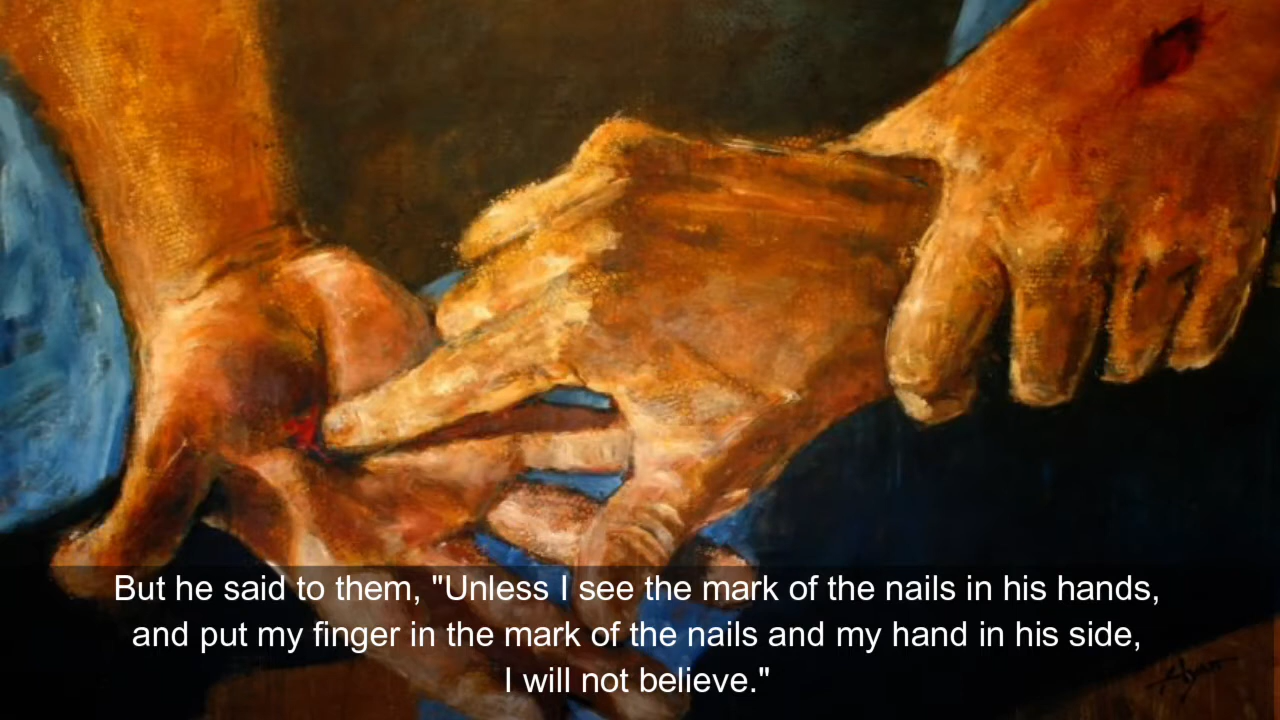 But he said to them, "Unless I see the mark of the nails in his hands,
and put my finger in the mark of the nails and my hand in his side,
I will not believe."